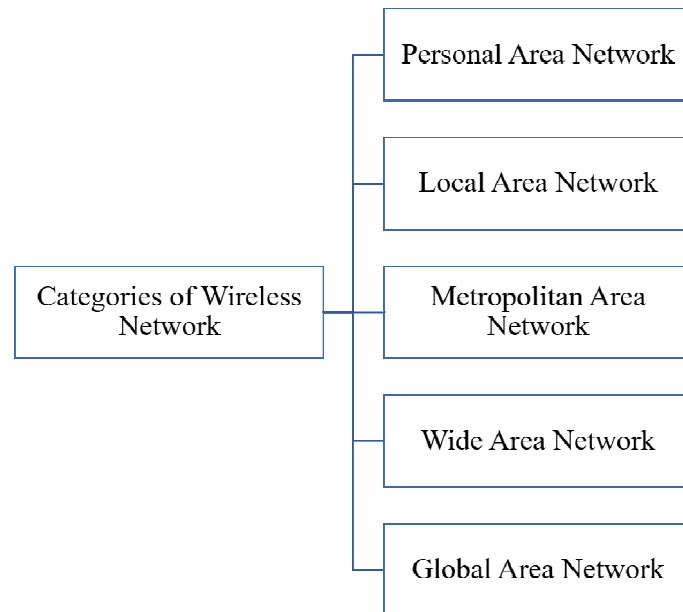 Personal Area Network
Local Area Network
Categories of Wireless
Network
Metropolitan Area
Network
Wide Area Network
Global Area Network